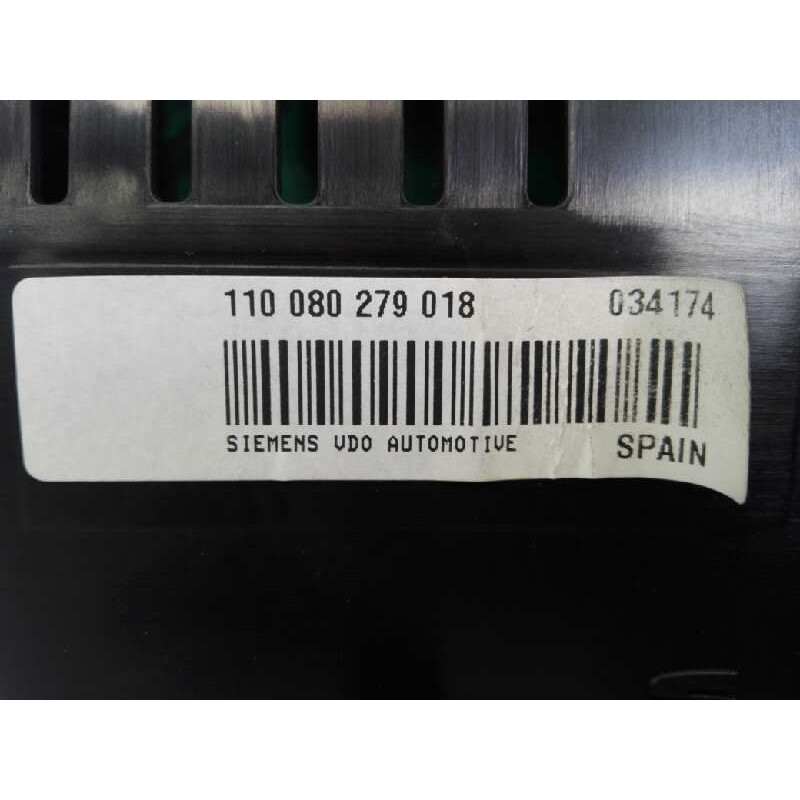 110 080 279 018 034174
SIEMENS VDO AUTOMOTIVE SPAIN